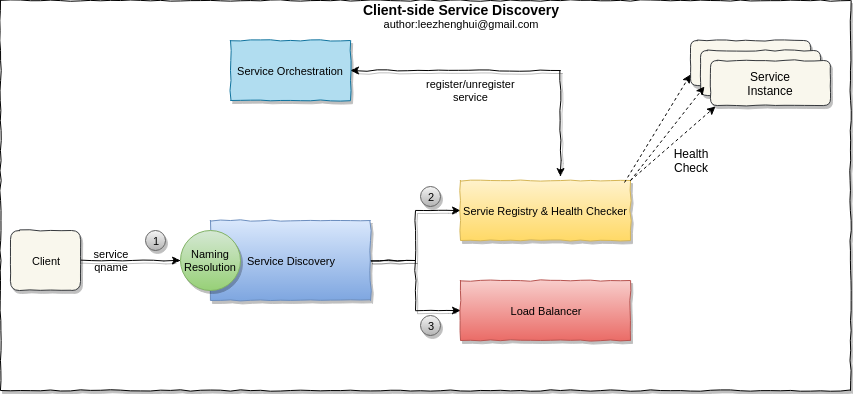 Client-side Service Discovery
author:leezhenghui@gmail.com
Service Orchestration
register/unregister
service
Service
Instance
Health
Check
2
Servie Registry & Health Checker
Client
service
qname
1
Naming
Resolution
Service Discovery
Load Balancer
3